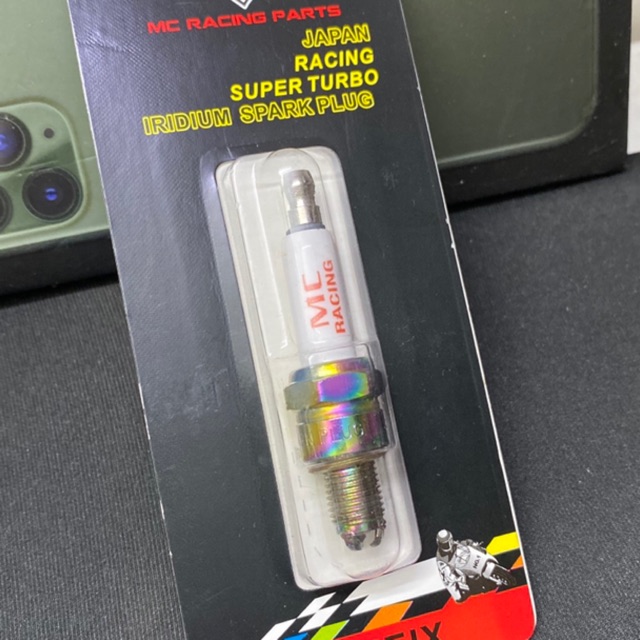 MC RACING PARTS
JAPAN
RACING
SUPER TURBO
IRIDIUM SPARK PLUG
MC
RACING